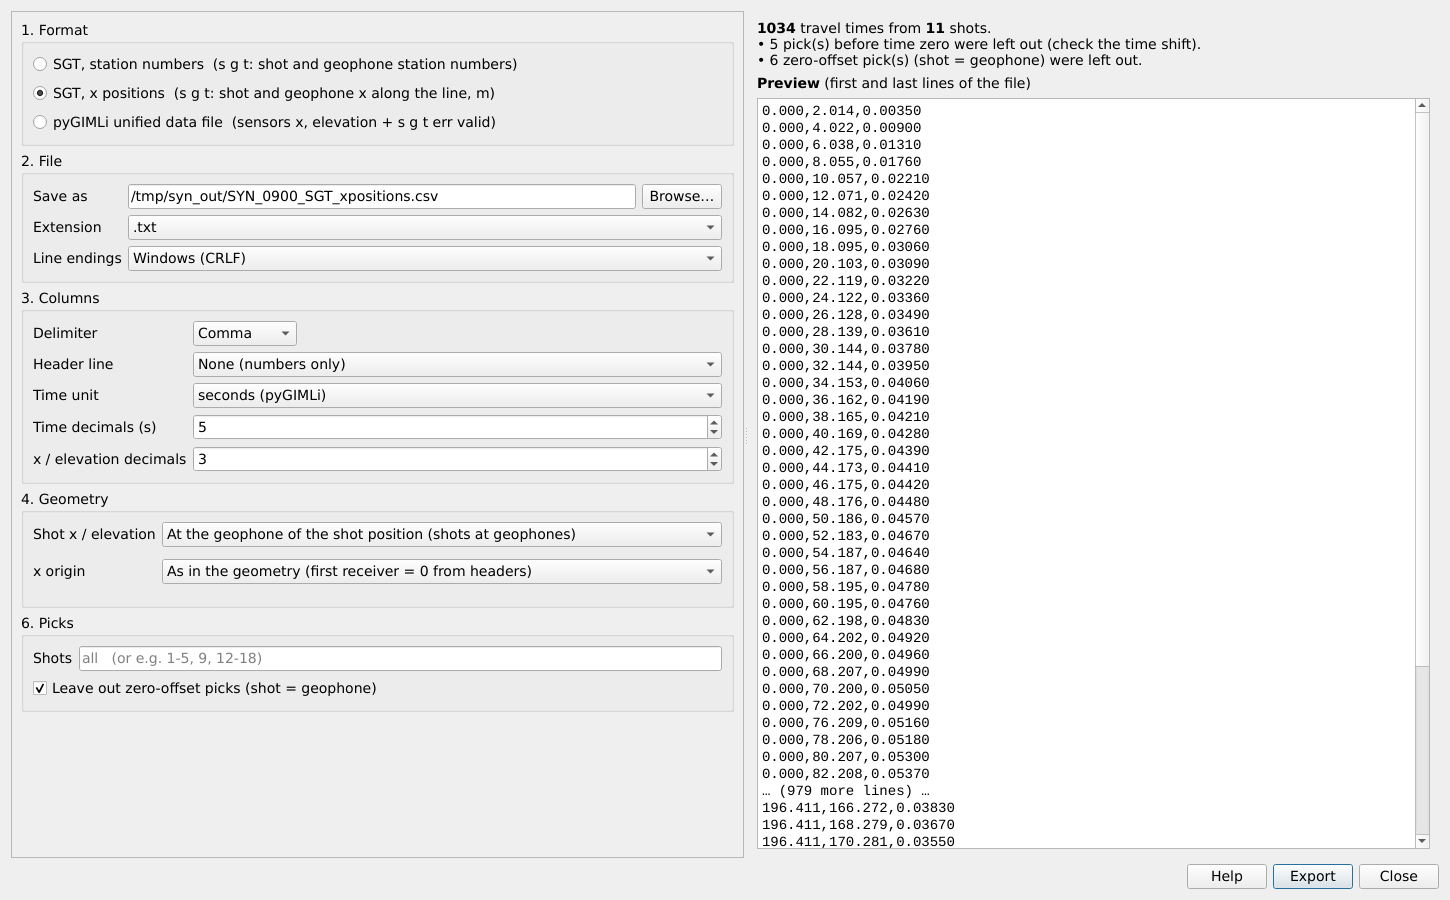 1. Format
SGT, station numbers  (s g t: shot and geophone station numbers)
SGT, x positions  (s g t: shot and geophone x along the line, m)
pyGIMLi unified data file  (sensors x, elevation + s g t err valid)
2. File
Save as /tmp/syn_out/SYN_0900_SGT_xpositions.csv Browse...
Extension .txt
Line endings Windows (CRLF)
3. Columns
Delimiter Comma
Header line None (numbers only)
Time unit seconds (pyGIMLi)
Time decimals (s) 5
x / elevation decimals 3
4. Geometry
Shot x / elevation At the geophone of the shot position (shots at geophones)
x origin As in the geometry (first receiver = 0 from headers)
6. Picks
Shots all   (or e.g. 1-5, 9, 12-18)
Leave out zero-offset picks (shot = geophone)
1034 travel times from 11 shots.
• 5 pick(s) before time zero were left out (check the time shift).
• 6 zero-offset pick(s) (shot = geophone) were left out.
Preview (first and last lines of the file)
0.000,2.014,0.00350
0.000,4.022,0.00900
0.000,6.038,0.01310
0.000,8.055,0.01760
0.000,10.057,0.02210
0.000,12.071,0.02420
0.000,14.082,0.02630
0.000,16.095,0.02760
0.000,18.095,0.03060
0.000,20.103,0.03090
0.000,22.119,0.03220
0.000,24.122,0.03360
0.000,26.128,0.03490
0.000,28.139,0.03610
0.000,30.144,0.03780
0.000,32.144,0.03950
0.000,34.153,0.04060
0.000,36.162,0.04190
0.000,38.165,0.04210
0.000,40.169,0.04280
0.000,42.175,0.04390
0.000,44.173,0.04410
0.000,46.175,0.04420
0.000,48.176,0.04480
0.000,50.186,0.04570
0.000,52.183,0.04670
0.000,54.187,0.04640
0.000,56.187,0.04680
0.000,58.195,0.04780
0.000,60.195,0.04760
0.000,62.198,0.04830
0.000,64.202,0.04920
0.000,66.200,0.04960
0.000,68.207,0.04990
0.000,70.200,0.05050
0.000,72.202,0.04990
0.000,76.209,0.05160
0.000,78.206,0.05180
0.000,80.207,0.05300
0.000,82.208,0.05370
… (979 more lines) …
196.411,166.272,0.03830
196.411,168.279,0.03670
196.411,170.281,0.03550
Help Export Close